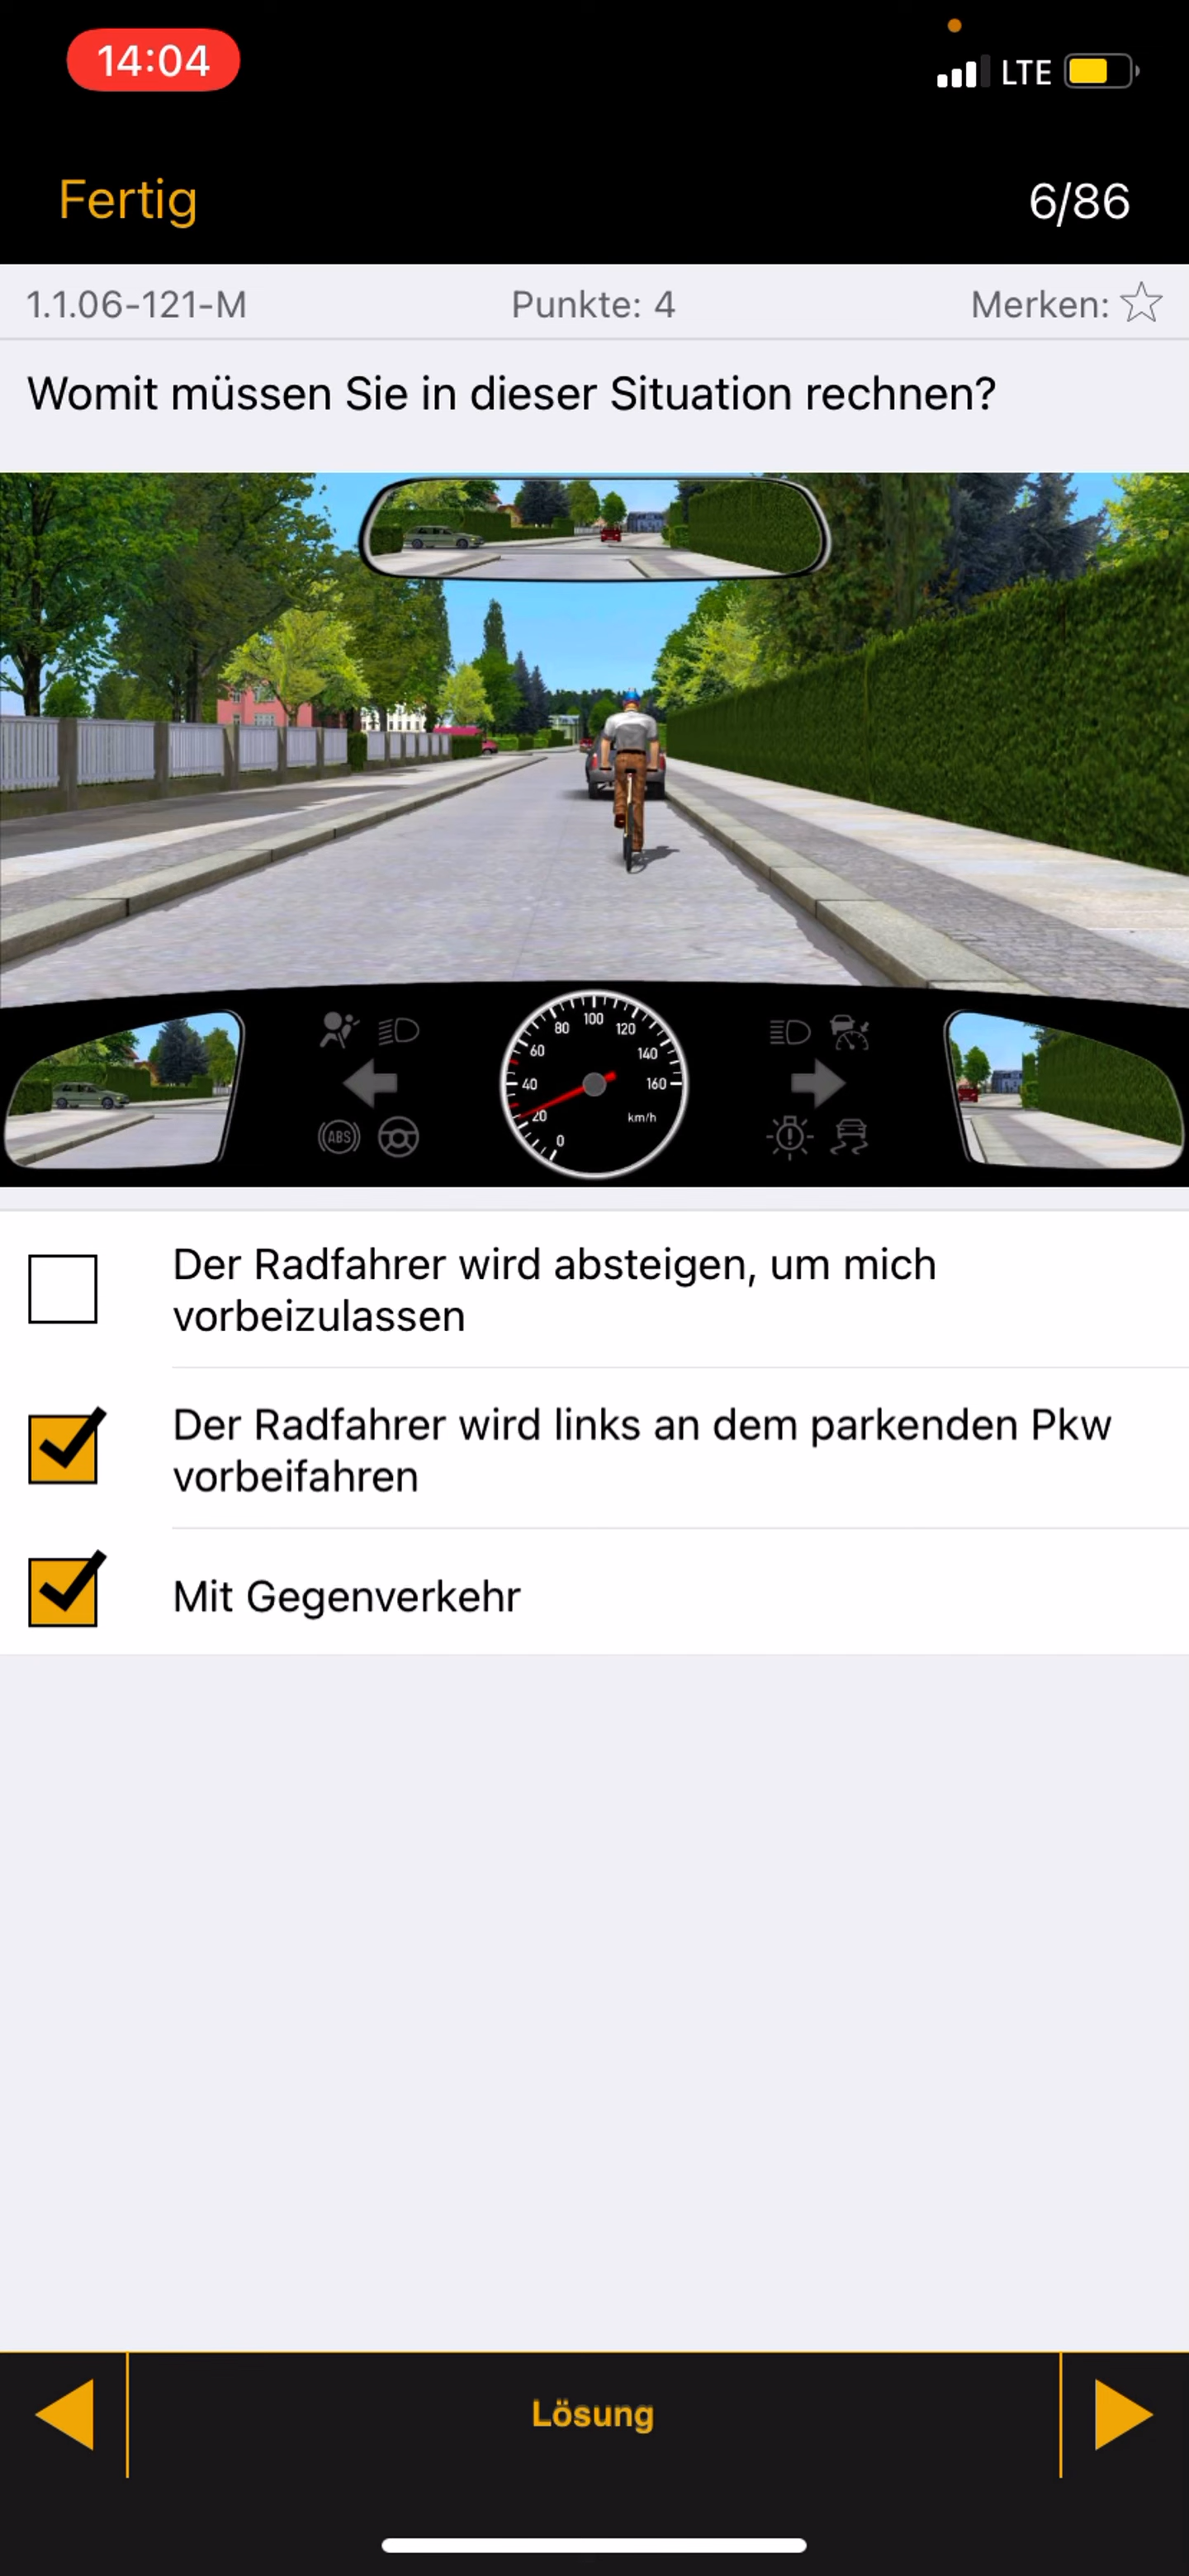 14:04
LTE
Fertig
6/86
1.1.06-121-M
Punkte: 4
Merken:
Womit müssen Sie in dieser Situation rechnen?
0
20
40
60
80
100
120
140
160
km/h
ABS
Der Radfahrer wird absteigen, um mich
vorbeizulassen
Der Radfahrer wird links an dem parkenden Pkw
vorbeifahren
Mit Gegenverkehr
Lösung